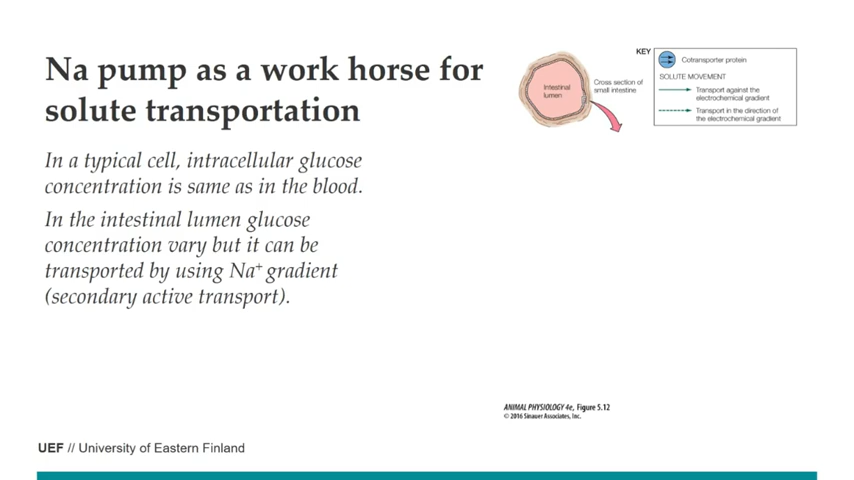 Na pump as a work horse for
solute transportation
In a typical cell, intracellular glucose
concentration is same as in the blood.
In the intestinal lumen glucose
concentration vary but it can be
transported by using Na⁺ gradient
(secondary active transport).
Intestinal
lumen
Cross section of
small intestine
KEY
Cotransporter protein
SOLUTE MOVEMENT
Transport against the
electrochemical gradient
Transport in the direction of
the electrochemical gradient
ANIMAL PHYSIOLOGY 4e, Figure 5.12
© 2016 Sinauer Associates, Inc.
UEF // University of Eastern Finland